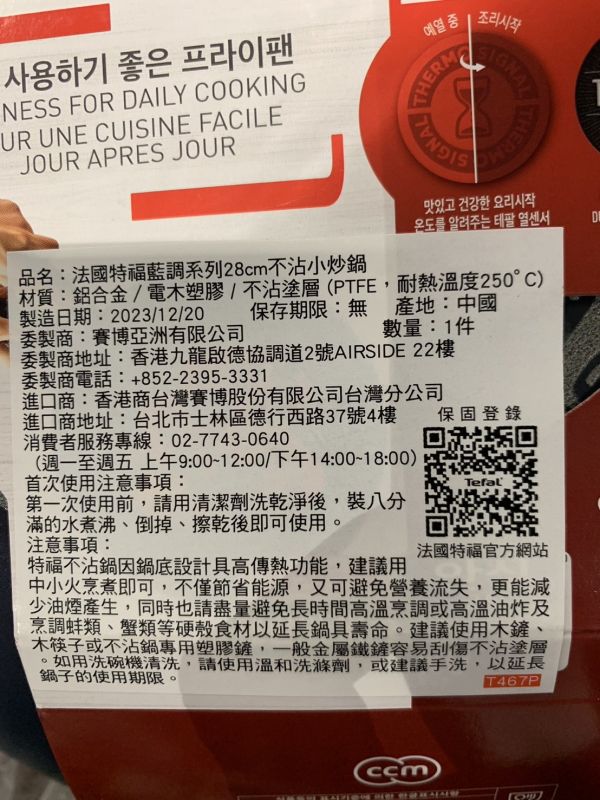 예열 중
조리시작
사용하기 좋은 프라이팬
NESS FOR DAILY COOKING
UR UNE CUISINE FACILE
JOUR APRES JOUR
THERMO SIGNAL
THERMO SIGNAL
맛있고 건강한 요리시작
온도를 알려주는 테팔 열센서
品名：法國特福藍調系列28cm不沾小炒鍋
材質：鋁合金 / 電木塑膠 / 不沾塗層 (PTFE，耐熱溫度250°C)
製造日期：2023/12/20 保存期限：無 產地：中國
委製商：賽博亞洲有限公司 數量：1件
委製商地址：香港九龍啟德協調道2號AIRSIDE 22樓
委製商電話：+852-2395-3331
進口商：香港商台灣賽博股份有限公司台灣分公司
進口商地址：台北市士林區德行西路37號4樓
消費者服務專線：02-7743-0640
(週一至週五 上午9:00~12:00/下午14:00~18:00)
保固登錄
Tefal
法國特福官方網站
首次使用注意事項：
第一次使用前，請用清潔劑洗乾淨後，裝八分
滿的水煮沸、倒掉、擦乾後即可使用。
注意事項：
特福不沾鍋因鍋底設計具高傳熱功能，建議用
中小火烹煮即可，不僅節省能源，又可避免營養流失，更能減
少油煙產生，同時也請盡量避免長時間高溫烹調或高溫油炸及
烹調蚌類、蟹類等硬殼食材以延長鍋具壽命。建議使用木鏟、
木筷子或不沾鍋專用塑膠鏟，一般金屬鐵鏟容易刮傷不沾塗層
。如用洗碗機清洗，請使用溫和洗滌劑，或建議手洗，以延長
鍋子的使用期限。
T467P
ccm